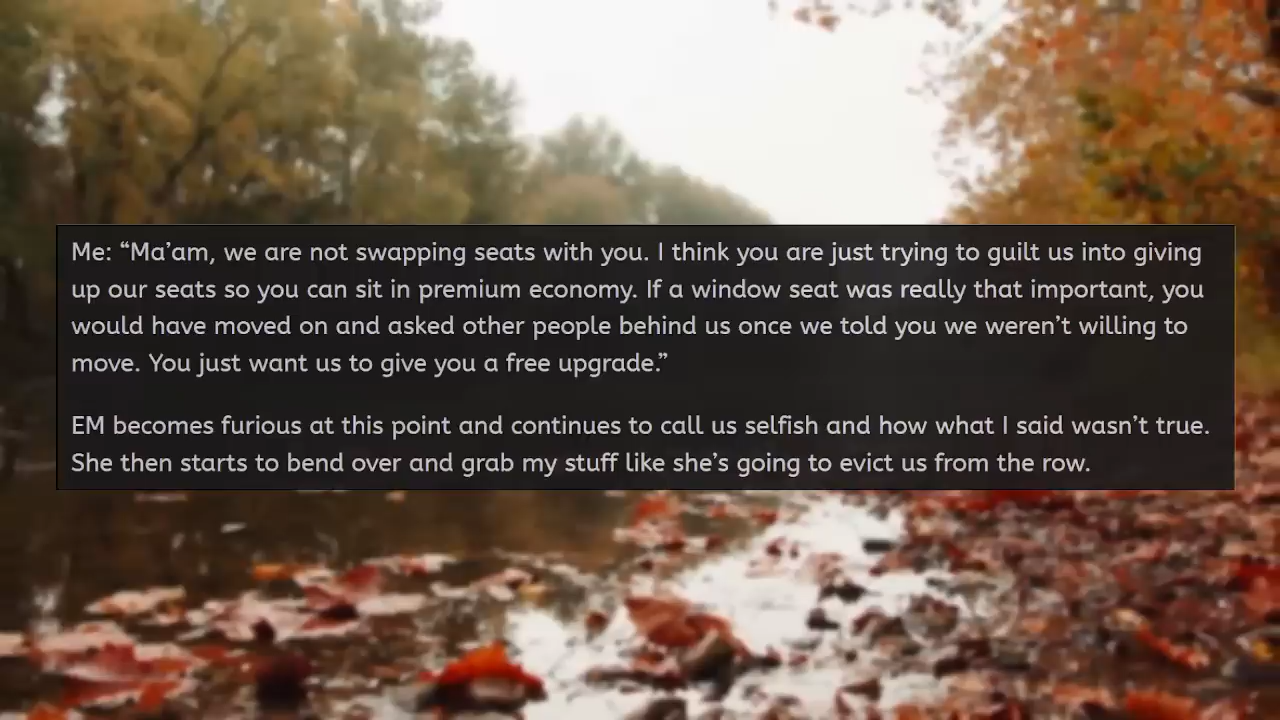 Me: “Ma’am, we are not swapping seats with you. I think you are just trying to guilt us into giving
up our seats so you can sit in premium economy. If a window seat was really that important, you
would have moved on and asked other people behind us once we told you we weren’t willing to
move. You just want us to give you a free upgrade.”
EM becomes furious at this point and continues to call us selfish and how what I said wasn’t true.
She then starts to bend over and grab my stuff like she’s going to evict us from the row.